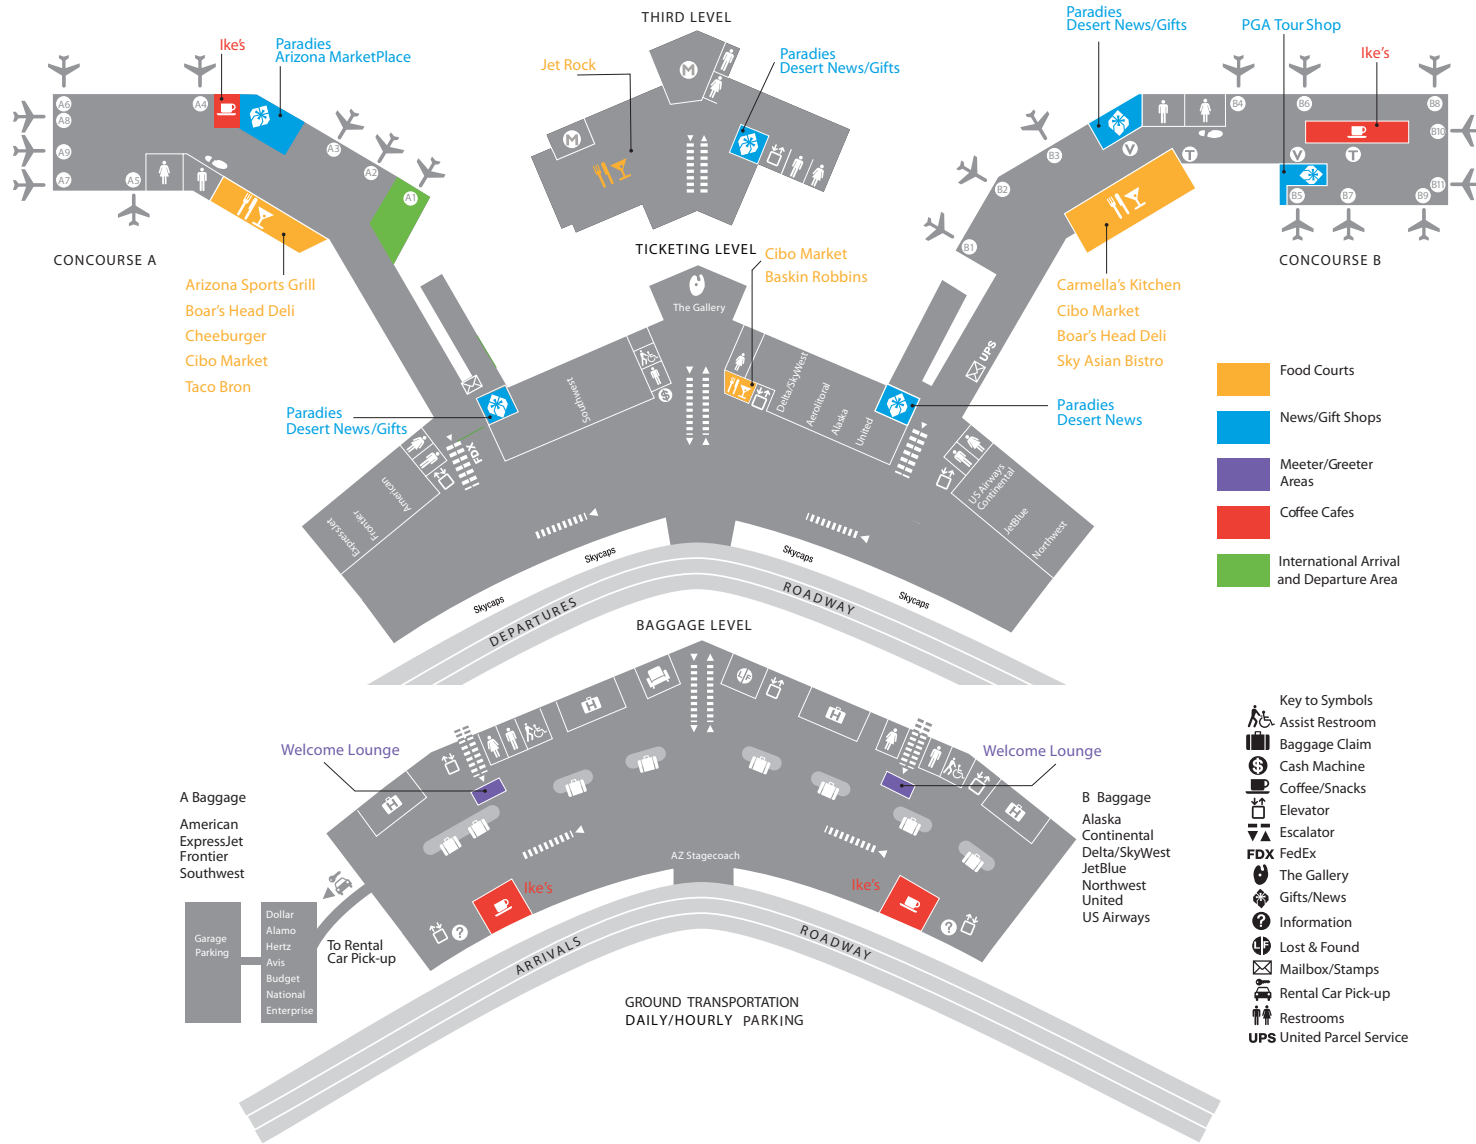 THIRD LEVEL
Jet Rock
Paradies
Desert News/Gifts
M
M
Ike's
Paradies
Arizona MarketPlace
A6
A8
A9
A7
A5
A4
A3
A2
A1
CONCOURSE A
Arizona Sports Grill
Boar's Head Deli
Cheeburger
Cibo Market
Taco Bron
Paradies
Desert News/Gifts
Paradies
Desert News/Gifts
PGA Tour Shop
Ike's
B4
B6
B8
B10
B11
B9
B7
B5
B3
B2
B1
V
T
V
T
CONCOURSE B
Carmella's Kitchen
Cibo Market
Boar's Head Deli
Sky Asian Bistro
UPS
Paradies
Desert News
TICKETING LEVEL
Cibo Market
Baskin Robbins
The Gallery
Southwest
$
Delta/SkyWest
Aerolitoral
Alaska
United
FDX
American
Frontier
ExpressJet
US Airways
Continental
JetBlue
Northwest
Skycaps
Skycaps
Skycaps
Skycaps
DEPARTURES
ROADWAY
Food Courts
News/Gift Shops
Meeter/Greeter
Areas
Coffee Cafes
International Arrival
and Departure Area
BAGGAGE LEVEL
LF
H
H
H
H
Welcome Lounge
Welcome Lounge
A Baggage
American
ExpressJet
Frontier
Southwest
B Baggage
Alaska
Continental
Delta/SkyWest
JetBlue
Northwest
United
US Airways
AZ Stagecoach
Ike's
Ike's
?
?
Garage
Parking
Dollar
Alamo
Hertz
Avis
Budget
National
Enterprise
To Rental
Car Pick-up
ARRIVALS
ROADWAY
GROUND TRANSPORTATION
DAILY/HOURLY PARKING
Key to Symbols
Assist Restroom
Baggage Claim
$ Cash Machine
Coffee/Snacks
Elevator
Escalator
FDX FedEx
The Gallery
Gifts/News
? Information
LF Lost & Found
Mailbox/Stamps
Rental Car Pick-up
Restrooms
UPS United Parcel Service